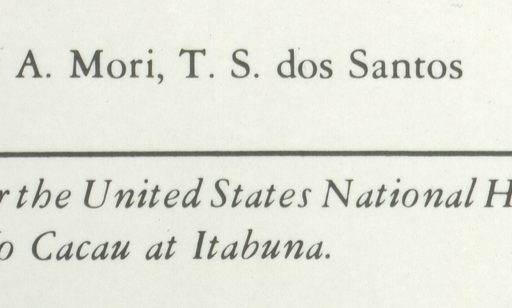 A. Mori, T. S. dos Santos
the United States National
Cacau at Itabuna.